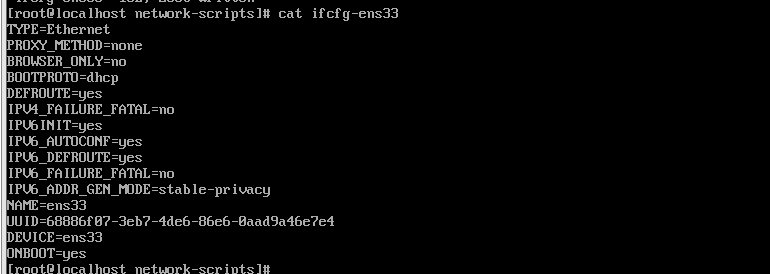 [root@localhost network-scripts]# cat ifcfg-ens33
TYPE=Ethernet
PROXY_METHOD=none
BROWSER_ONLY=no
BOOTPROTO=dhcp
DEFROUTE=yes
IPV4_FAILURE_FATAL=no
IPV6INIT=yes
IPV6_AUTOCONF=yes
IPV6_DEFROUTE=yes
IPV6_FAILURE_FATAL=no
IPV6_ADDR_GEN_MODE=stable-privacy
NAME=ens33
UUID=68886f07-3eb7-4de6-86e6-0aad9a46e7e4
DEVICE=ens33
ONBOOT=yes
[root@localhost network-scripts]#